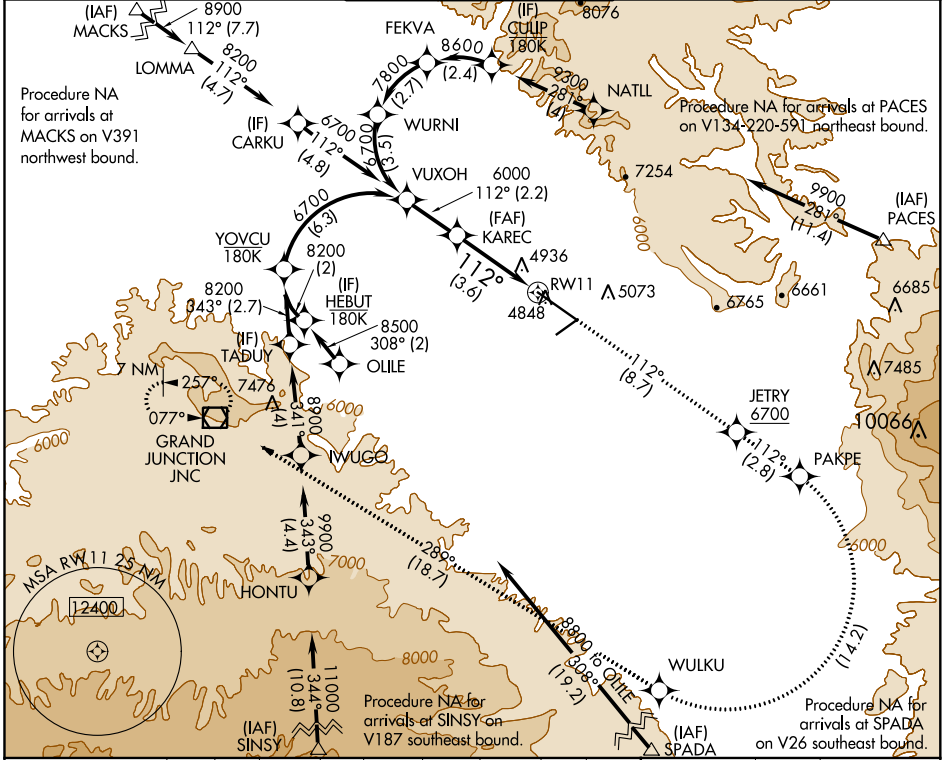 (IAF)
MACKS
8900
112° (7.7)
LOMMA
8200
112°
(4.7)
Procedure NA
for arrivals at
MACKS on V391
northwest bound.
(IF)
CARKU
6700
112°
(4.8)
FEKVA
8600
(2.4)
(IF)
CULIP
180K
8076
7800
(2.7)
WURNI
6700
(3.5)
9300
281°
(4)
NATLL
Procedure NA for arrivals at PACES
on V134-220-591 northeast bound.
7254
6000
9900
281°
(11.4)
(IAF)
PACES
VUXOH
6000
112° (2.2)
(FAF)
KAREC
112°
(3.6)
4936
RW11
4848
5073
6765
6661
6685
7485
10066
6700
(6.3)
YOVCU
180K
8200
(2)
(IF)
HEBUT
180K
8200
343° (2.7)
(IF)
TADUY
8500
308° (2)
OLILE
7 NM
257°
077°
7476
GRAND
JUNCTION
JNC
6000
6000
8900
341°
(4)
IWUGO
112°
(8.7)
JETRY
6700
112°
(2.8)
PAKPE
6000
(14.2)
9900
343°
(4.4)
HONTU
7000
289°
(18.7)
MSA RW11 25 NM
12400
8000
11000
344°
(10.8)
(IAF)
SINSY
Procedure NA for
arrivals at SINSY on
V187 southeast bound.
8800 to OLILE
308°
(19.2)
WULKU
(IAF)
SPADA
Procedure NA for
arrivals at SPADA
on V26 southeast bound.